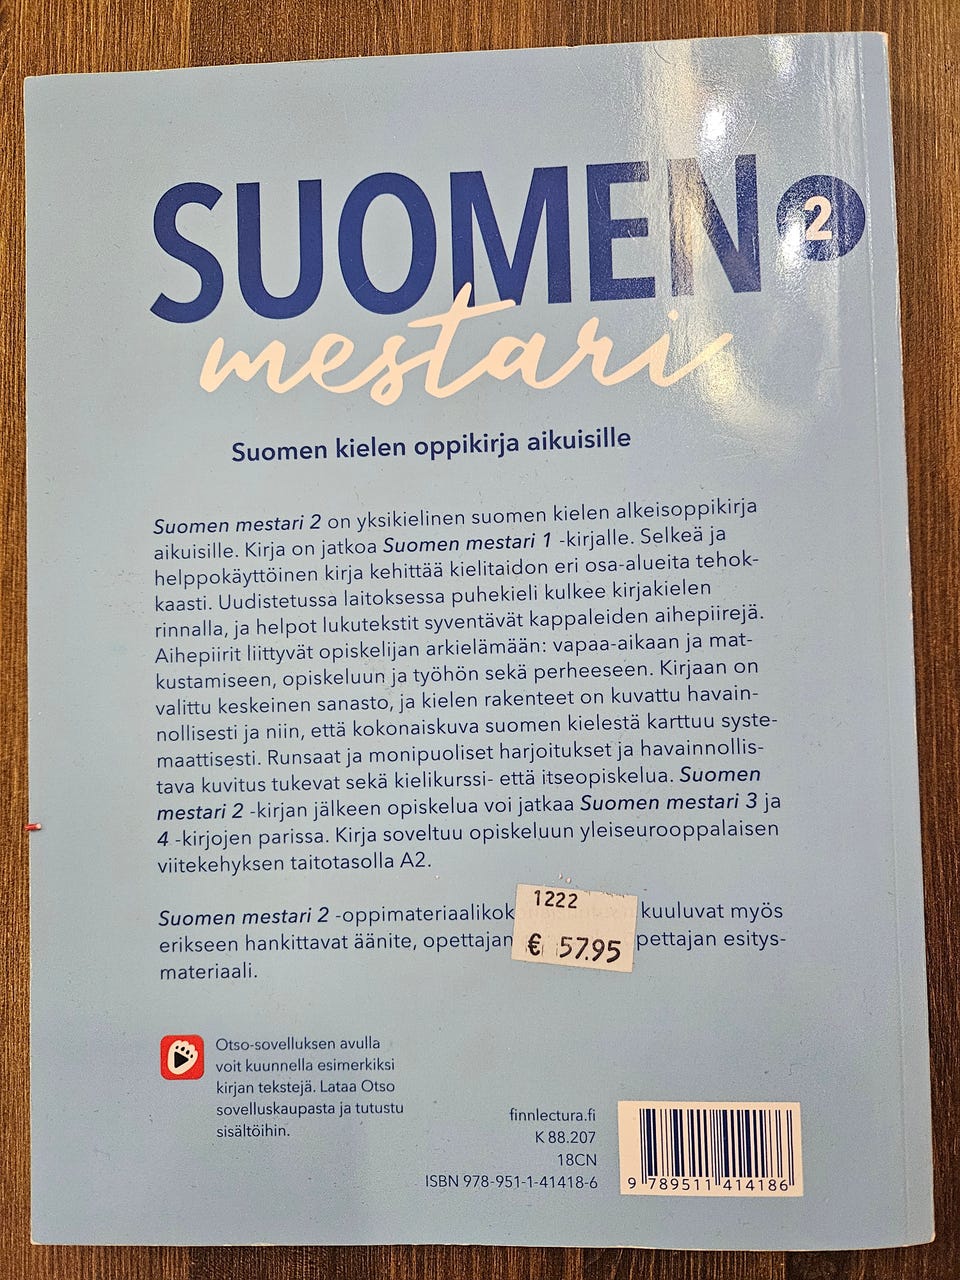 SUOMEN 2
mestari
Suomen kielen oppikirja aikuisille
Suomen mestari 2 on yksikielinen suomen kielen alkeisoppikirja
aikuisille. Kirja on jatkoa Suomen mestari 1 -kirjalle. Selkeä ja
helppokäyttöinen kirja kehittää kielitaidon eri osa-alueita tehok-
kaasti. Uudistetussa laitoksessa puhekieli kulkee kirjakielen
rinnalla, ja helpot lukutekstit syventävät kappaleiden aihepiirejä.
Aihepiirit liittyvät opiskelijan arkielämään: vapaa-aikaan ja mat-
kustamiseen, opiskeluun ja työhön sekä perheeseen. Kirjaan on
valittu keskeinen sanasto, ja kielen rakenteet on kuvattu havain-
nollisesti ja niin, että kokonaiskuva suomen kielestä karttuu syste-
maattisesti. Runsaat ja monipuoliset harjoitukset ja havainnollis-
tava kuvitus tukevat sekä kielikurssi- että itseopiskelua. Suomen
mestari 2 -kirjan jälkeen opiskelua voi jatkaa Suomen mestari 3 ja
4 -kirjojen parissa. Kirja soveltuu opiskeluun yleiseurooppalaisen
viitekehyksen taitotasolla A2.
1222
Suomen mestari 2 kuuluvat myös
€ 57.95
erikseen hankittavat äänite, opettajan pettajan esitys-
materiaali.
Otso-sovelluksen avulla
voit kuunnella esimerkiksi
kirjan tekstejä. Lataa Otso
sovelluskaupasta ja tutustu
sisältöihin.
finnlectura.fi
K 88.207
18CN
ISBN 978-951-1-41418-6
9 789511 414186